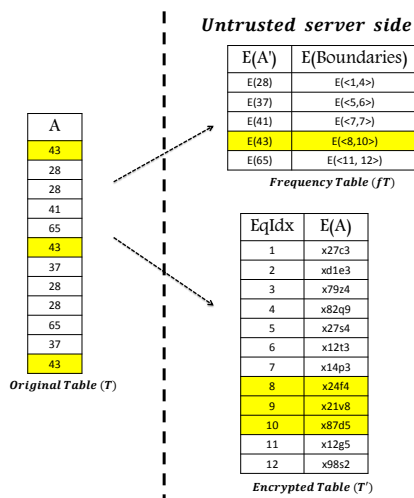 Untrusted server side
E(A') E(Boundaries)
E(28) E(<1,4>)
E(37) E(<5,6>)
E(41) E(<7,7>)
E(43) E(<8,10>)
E(65) E(<11, 12>)
Frequency Table (fT)
A
43
28
28
41
65
43
37
28
28
65
37
43
Original Table (T)
EqIdx E(A)
1 x27c3
2 xd1e3
3 x79z4
4 x82q9
5 x27s4
6 x12t3
7 x14p3
8 x24f4
9 x21v8
10 x87d5
11 x12g5
12 x98s2
Encrypted Table (T')